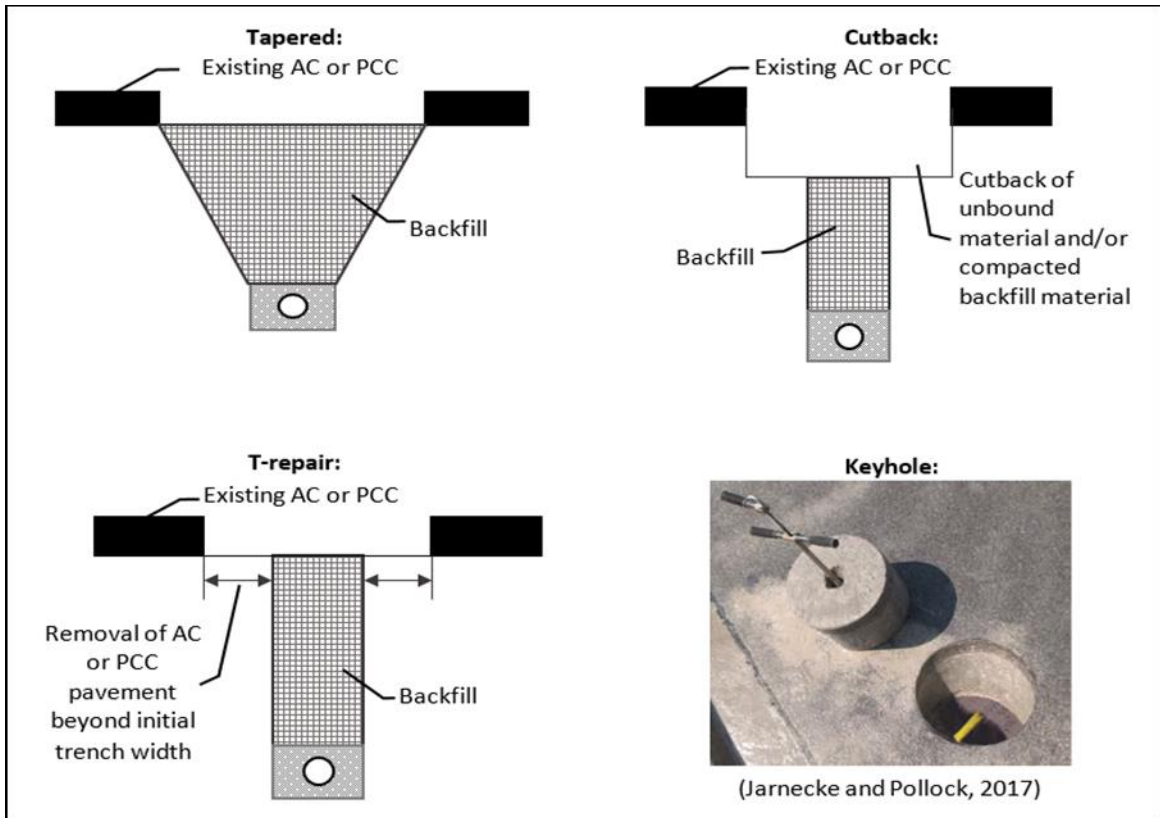 Tapered:
Existing AC or PCC
Backfill
Cutback:
Existing AC or PCC
Backfill
Cutback of
unbound
material and/or
compacted
backfill material
T-repair:
Existing AC or PCC
Removal of AC
or PCC
pavement
beyond initial
trench width
Backfill
Keyhole:
(Jarnecke and Pollock, 2017)